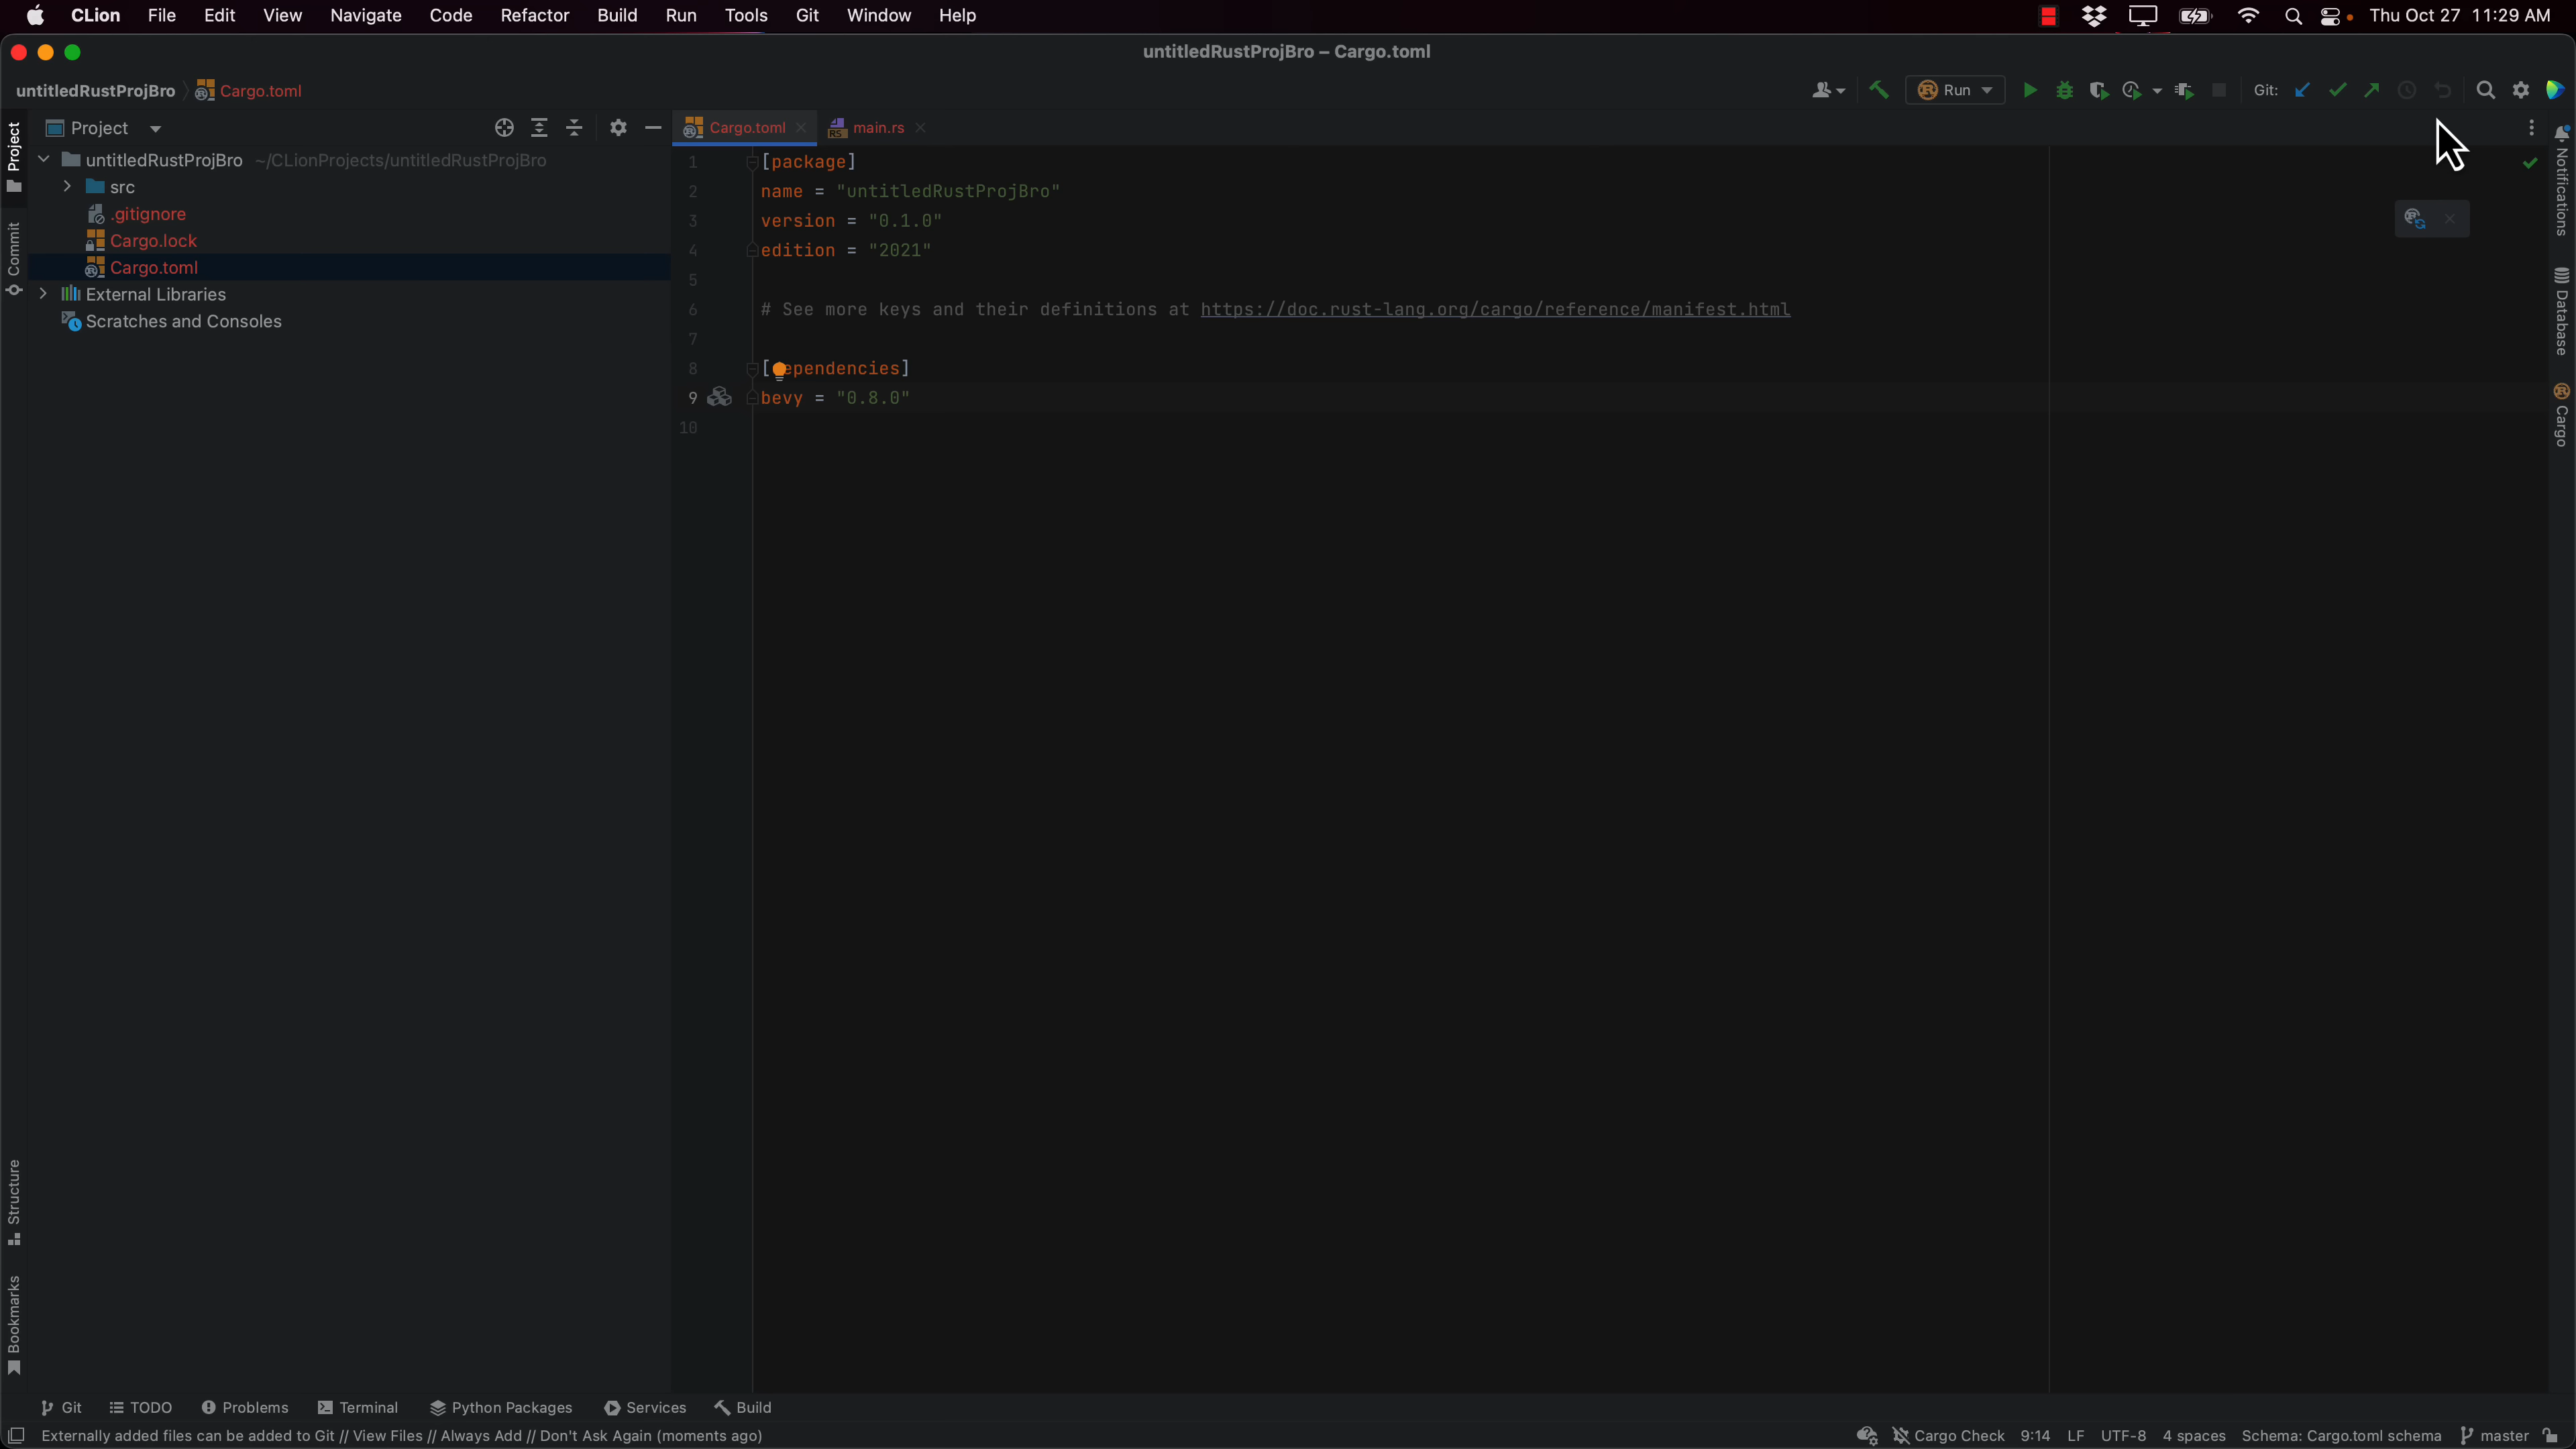 CLion File Edit View Navigate Code Refactor Build Run Tools Git Window Help Thu Oct 27 11:29 AM
untitledRustProjBro – Cargo.toml
untitledRustProjBro Cargo.toml Run Git:
Project Cargo.toml main.rs
untitledRustProjBro ~/CLionProjects/untitledRustProjBro
src
.gitignore
Cargo.lock
Cargo.toml
External Libraries
Scratches and Consoles
1 [package]
2 name = "untitledRustProjBro"
3 version = "0.1.0"
4 edition = "2021"
5
6 # See more keys and their definitions at https://doc.rust-lang.org/cargo/reference/manifest.html
7
8 [ependencies]
9 bevy = "0.8.0"
10
Project
Commit
Structure
Bookmarks
Notifications
Database
Cargo
Git TODO Problems Terminal Python Packages Services Build
Externally added files can be added to Git // View Files // Always Add // Don't Ask Again (moments ago) Cargo Check 9:14 LF UTF-8 4 spaces Schema: Cargo.toml schema master